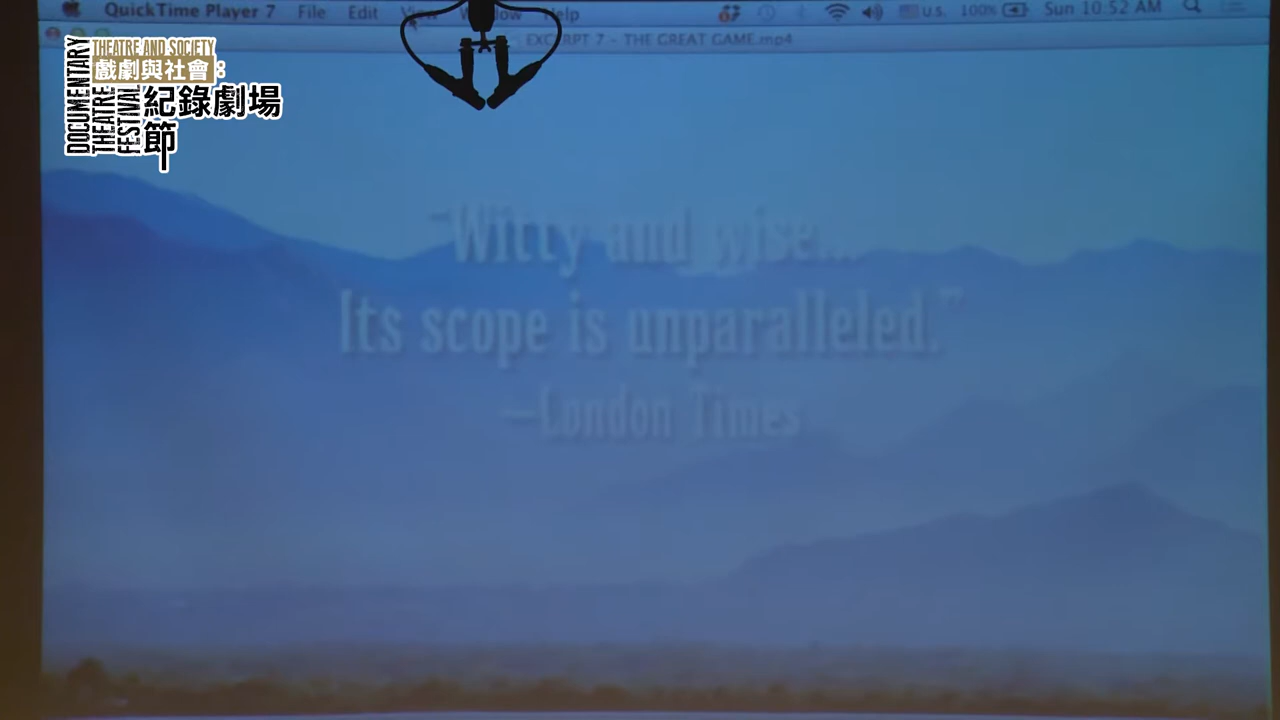 QuickTime Player 7 File Edit View Window Help U.S. 100% Sun 10:52 AM
EXCERPT 7 - THE GREAT GAME.mp4
DOCUMENTARY
THEATRE
FESTIVAL
THEATRE AND SOCIETY
戲劇與社會：
紀錄劇場
節
"Witty and wise...
Its scope is unparalleled."
—London Times